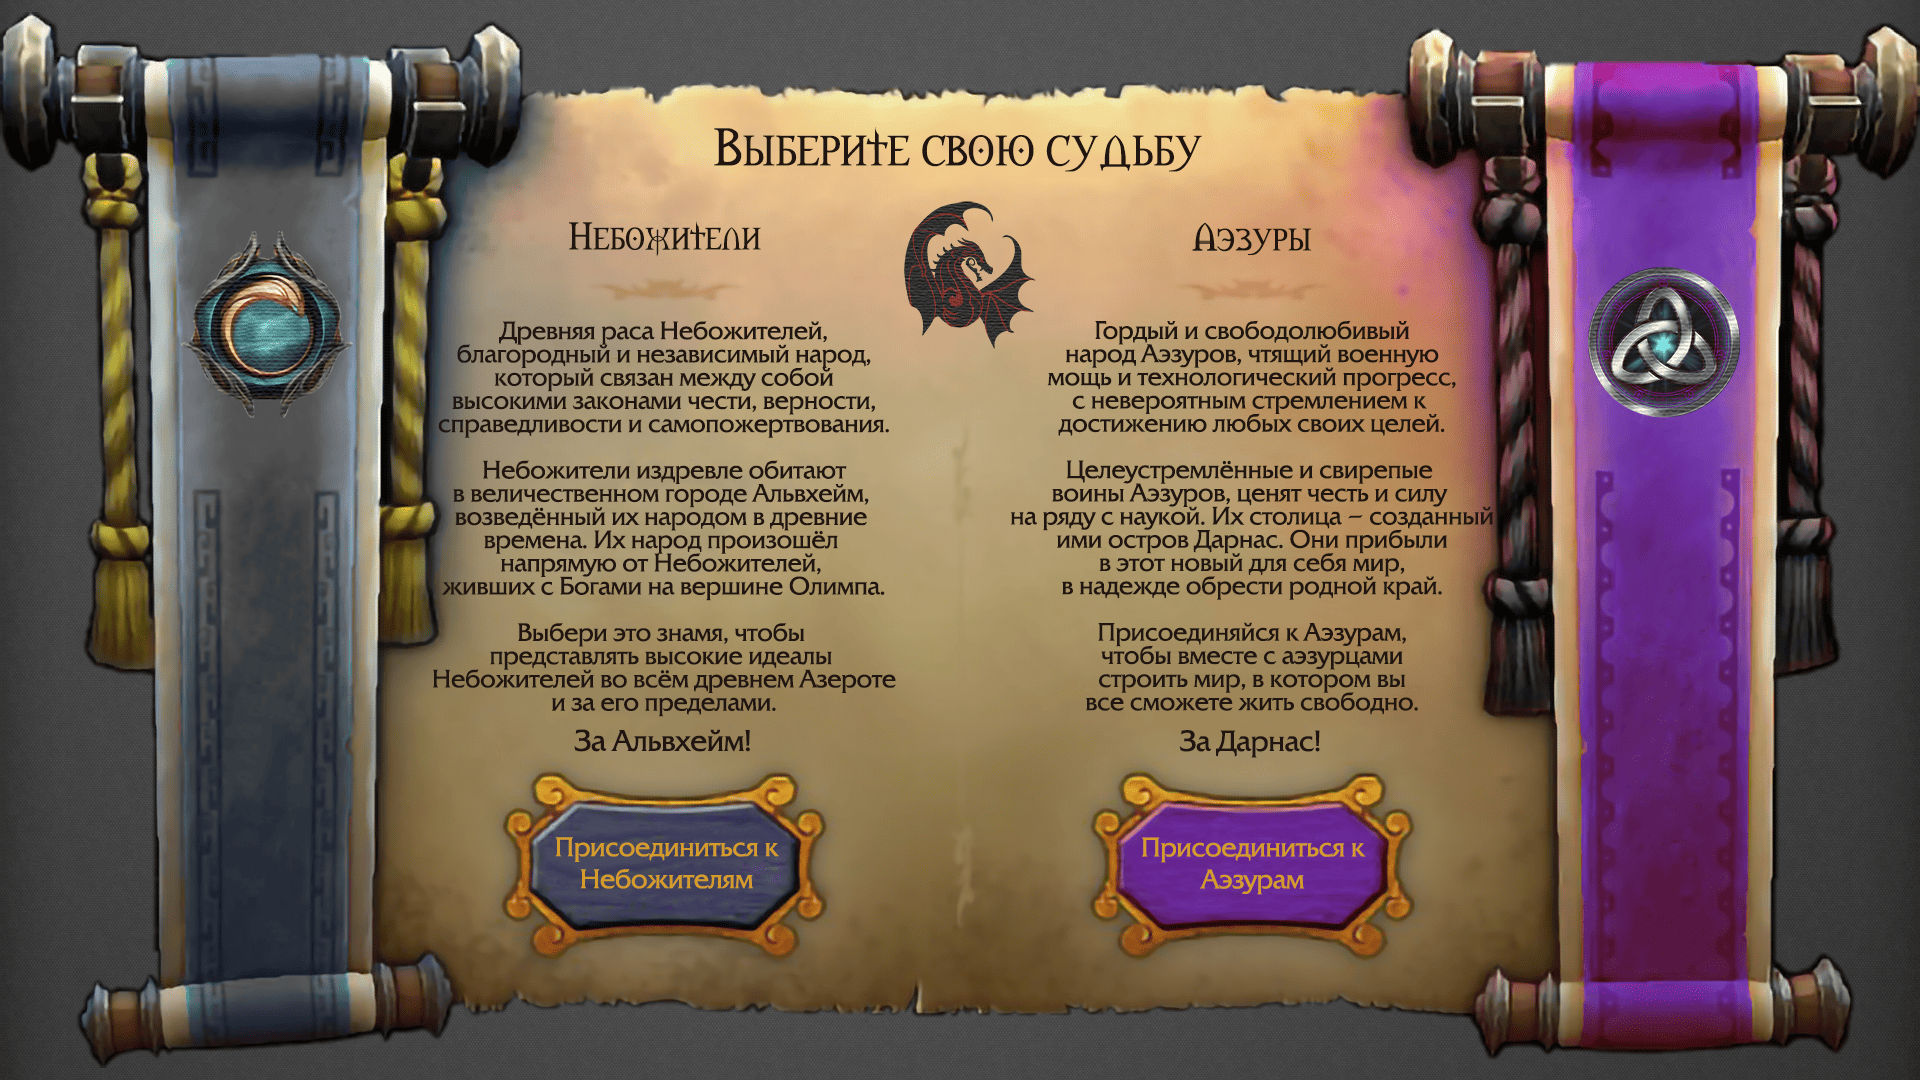 Выберите свою судьбу
Небожители
Древняя раса Небожителей,
благородный и независимый народ,
который связан между собой
высокими законами чести, верности,
справедливости и самопожертвования.
Небожители издревле обитают
в величественном городе Альвхейм,
возведённый их народом в древние
времена. Их народ произошёл
напрямую от Небожителей,
живших с Богами на вершине Олимпа.
Выбери это знамя, чтобы
представлять высокие идеалы
Небожителей во всём древнем Азероте
и за его пределами.
За Альвхейм!
Присоединиться к
Небожителям
Аэзуры
Гордый и свободолюбивый
народ Аэзуров, чтящий военную
мощь и технологический прогресс,
с невероятным стремлением к
достижению любых своих целей.
Целеустремлённые и свирепые
воины Аэзуров, ценят честь и силу
на ряду с наукой. Их столица – созданный
ими остров Дарнас. Они прибыли
в этот новый для себя мир,
в надежде обрести родной край.
Присоединяйся к Аэзурам,
чтобы вместе с аэзурцами
строить мир, в котором вы
все сможете жить свободно.
За Дарнас!
Присоединиться к
Аэзурам